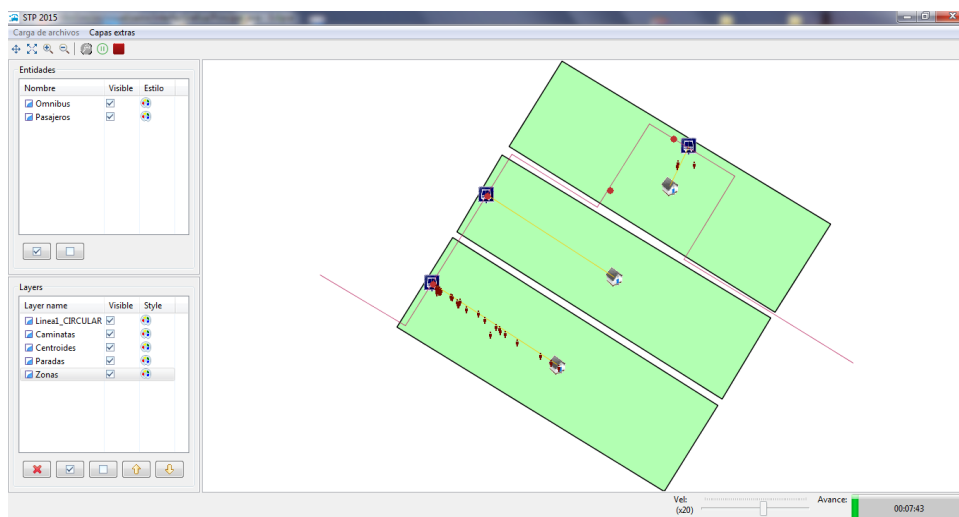 STP 2015
Carga de archivos Capas extras
Entidades
Nombre Visible Estilo
Omnibus
Pasajeros
Layers
Layer name Visible Style
Linea1_CIRCULAR
Caminatas
Centroides
Paradas
Zonas
Vel: Avance:
(x20) 00:07:43